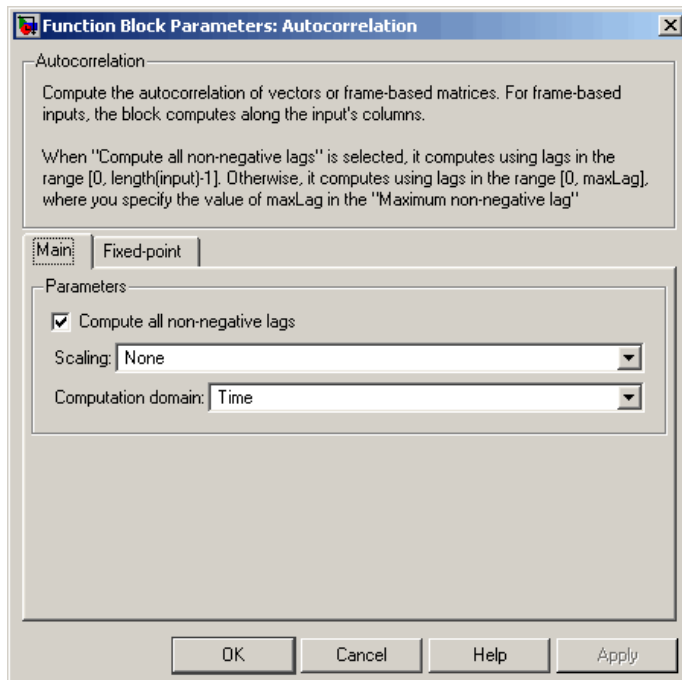 Function Block Parameters: Autocorrelation
Autocorrelation
Compute the autocorrelation of vectors or frame-based matrices. For frame-based
inputs, the block computes along the input's columns.
When "Compute all non-negative lags" is selected, it computes using lags in the
range [0, length(input)-1]. Otherwise, it computes using lags in the range [0, maxLag],
where you specify the value of maxLag in the "Maximum non-negative lag"
Main Fixed-point
Parameters
Compute all non-negative lags
Scaling: None
Computation domain: Time
OK Cancel Help Apply